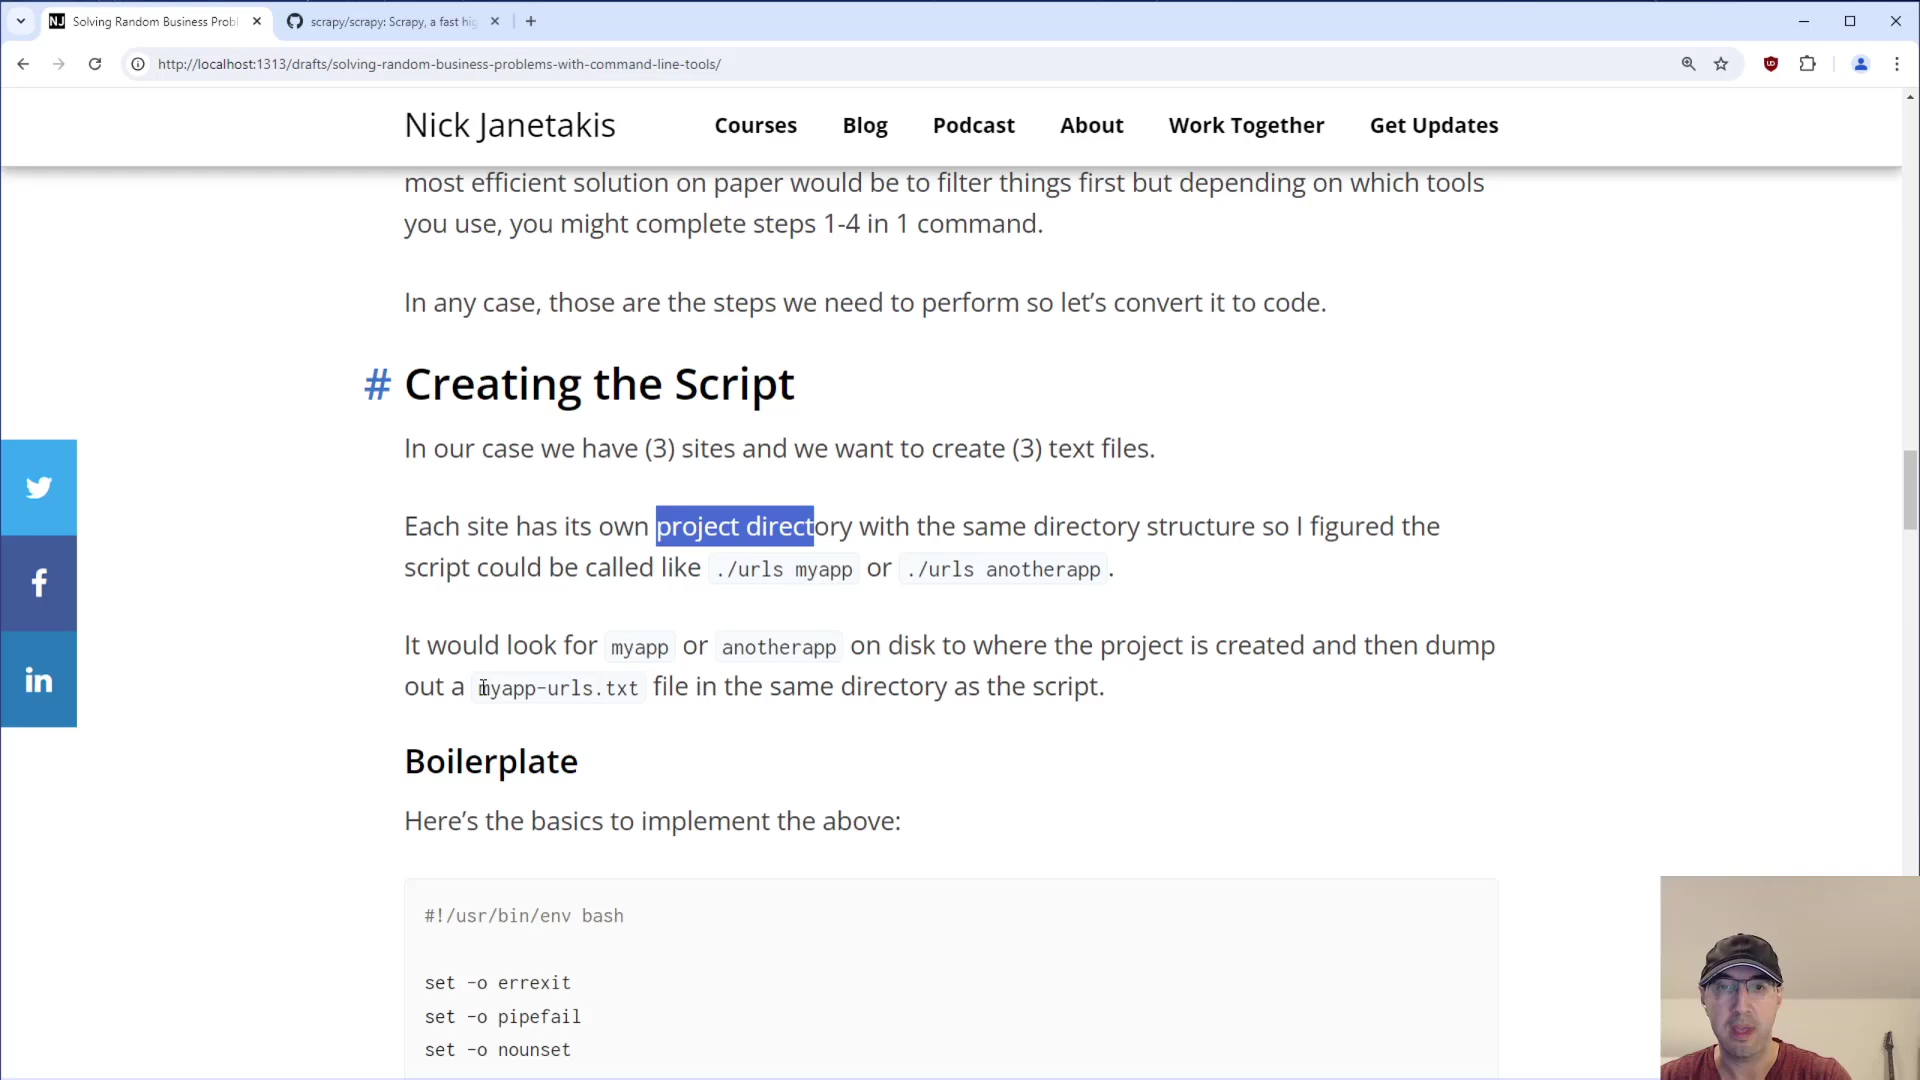 NJ Solving Random Business Probl
scrapy/scrapy: Scrapy, a fast hig
http://localhost:1313/drafts/solving-random-business-problems-with-command-line-tools/
Nick Janetakis
Courses Blog Podcast About Work Together Get Updates
most efficient solution on paper would be to filter things first but depending on which tools
you use, you might complete steps 1-4 in 1 command.
In any case, those are the steps we need to perform so let’s convert it to code.
# Creating the Script
In our case we have (3) sites and we want to create (3) text files.
Each site has its own project directory with the same directory structure so I figured the
script could be called like ./urls myapp or ./urls anotherapp.
It would look for myapp or anotherapp on disk to where the project is created and then dump
out a myapp-urls.txt file in the same directory as the script.
Boilerplate
Here’s the basics to implement the above:
#!/usr/bin/env bash
set -o errexit
set -o pipefail
set -o nounset